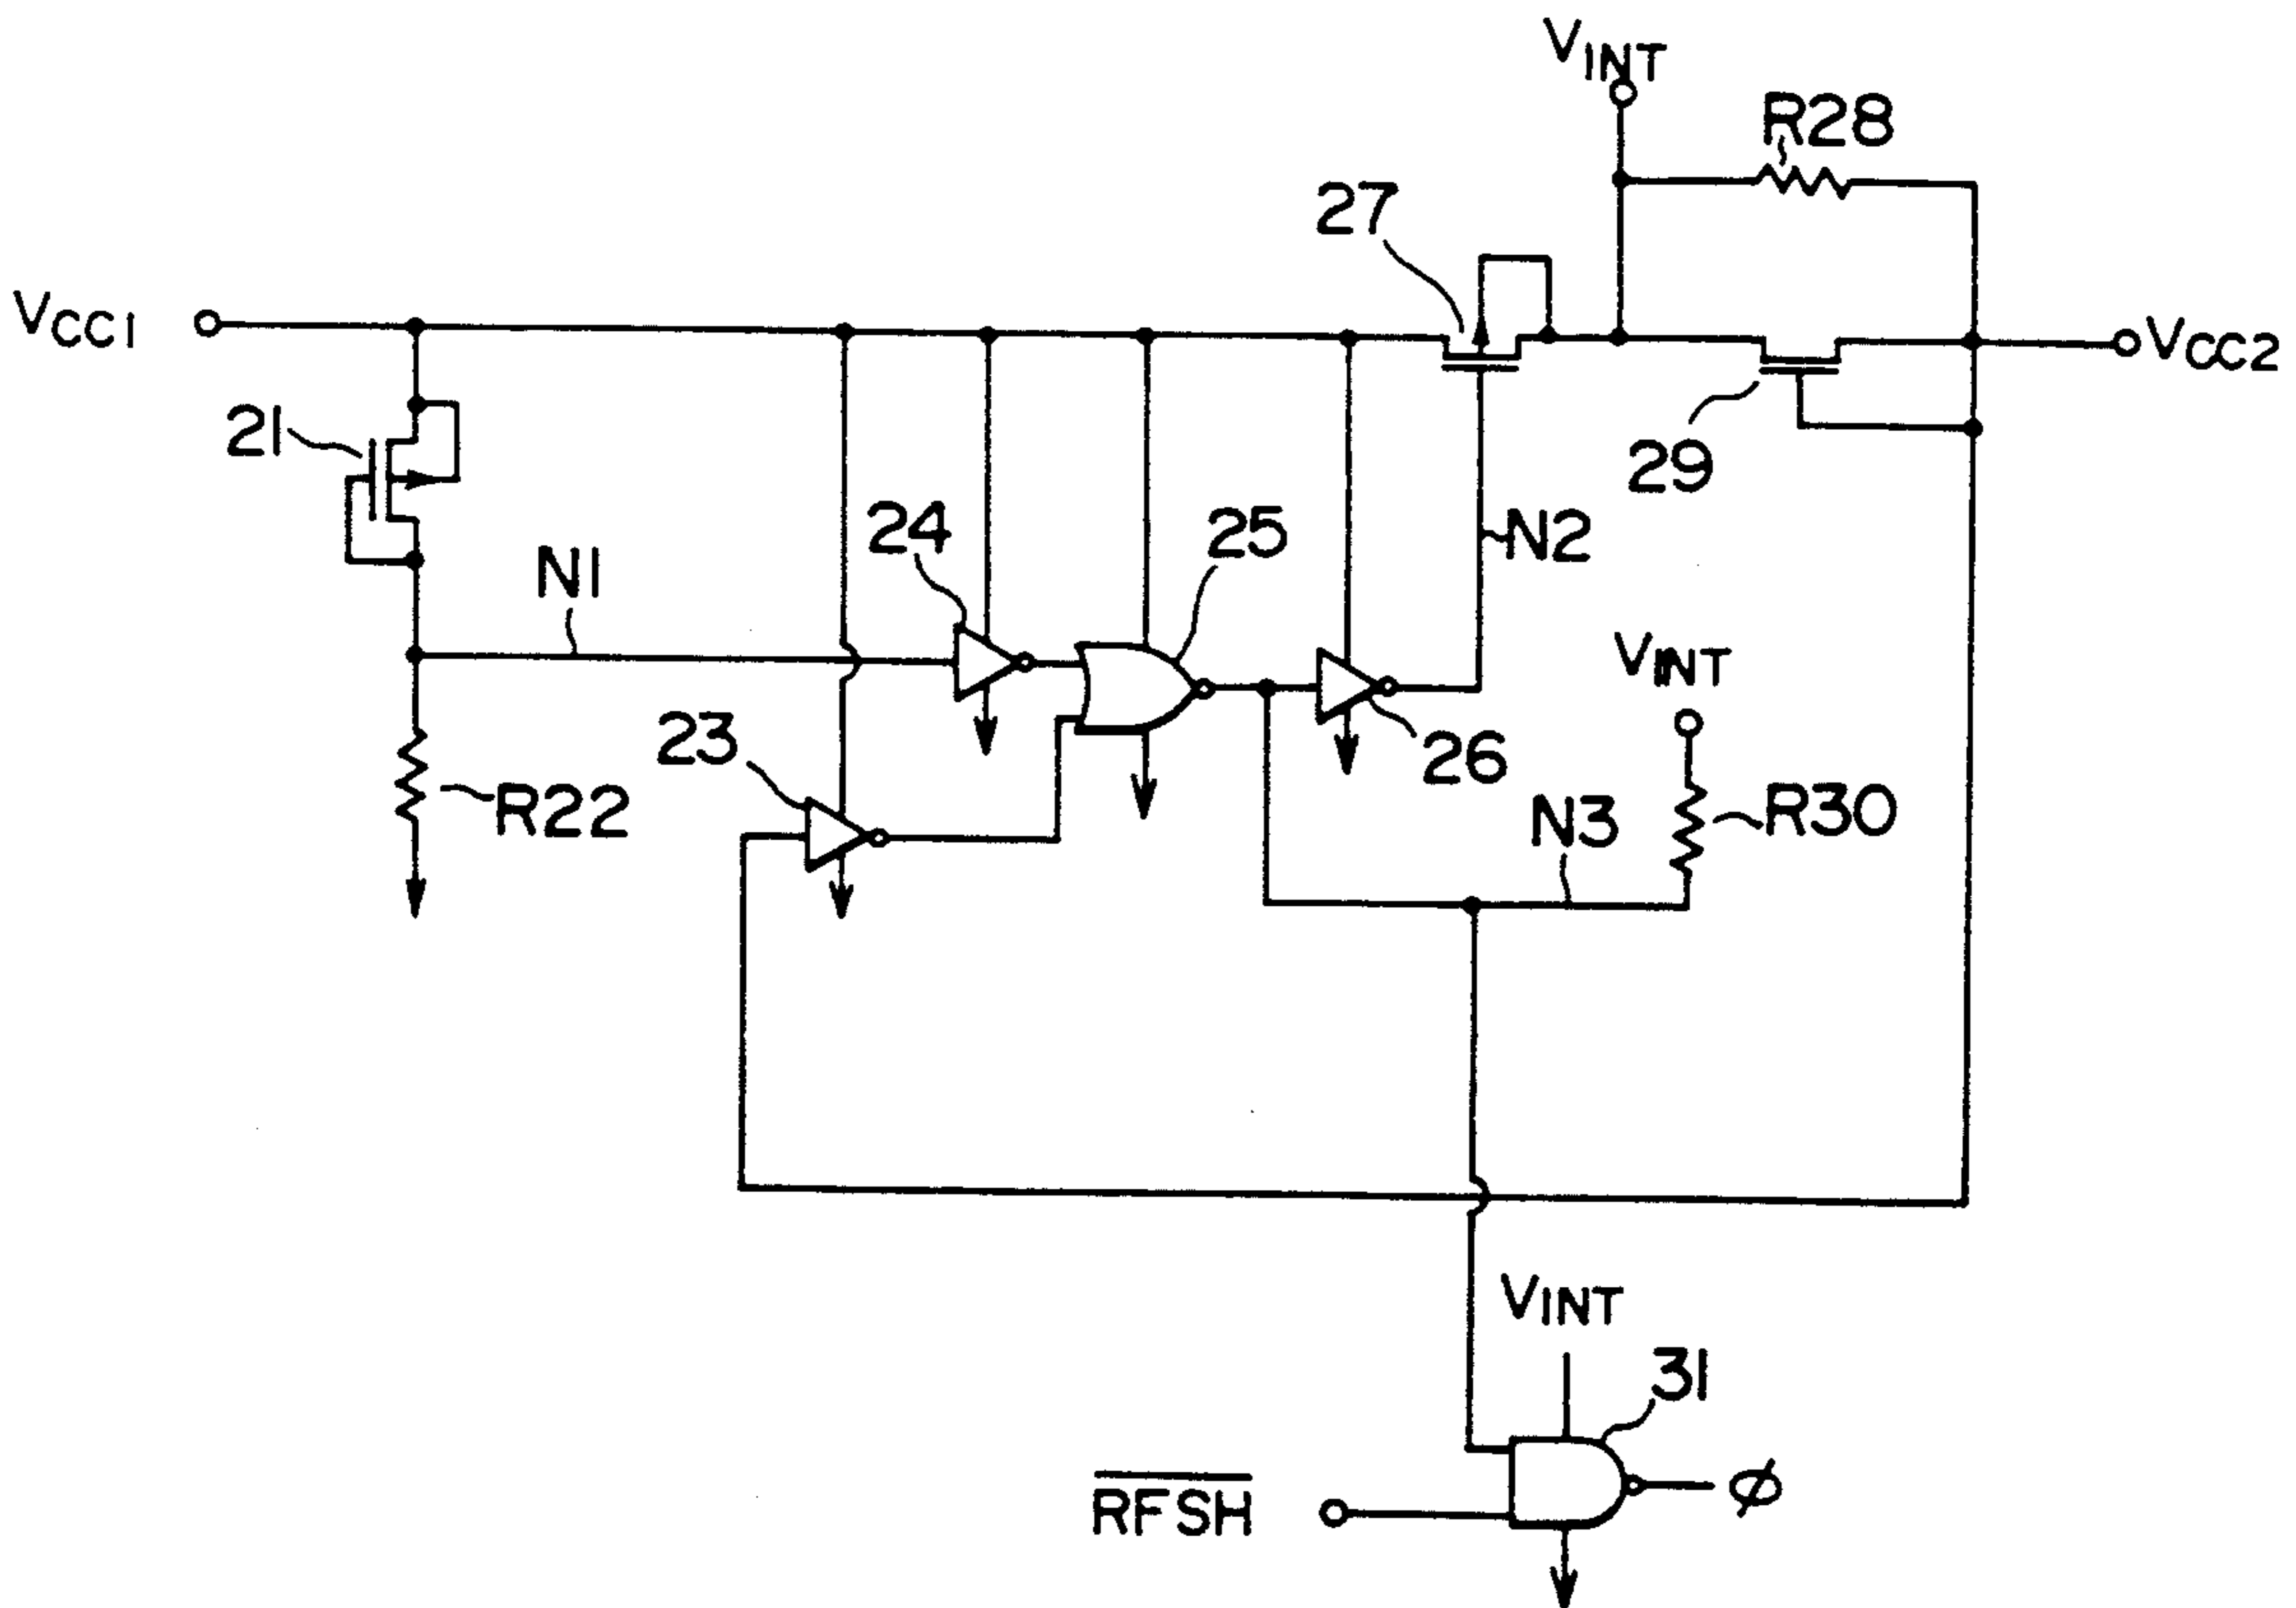 VINT
R28
27
VCC1
VCC2
21
29
24
25
N2
N1
VINT
23
26
R22
N3
R30
VINT
31
RFSH
Φ